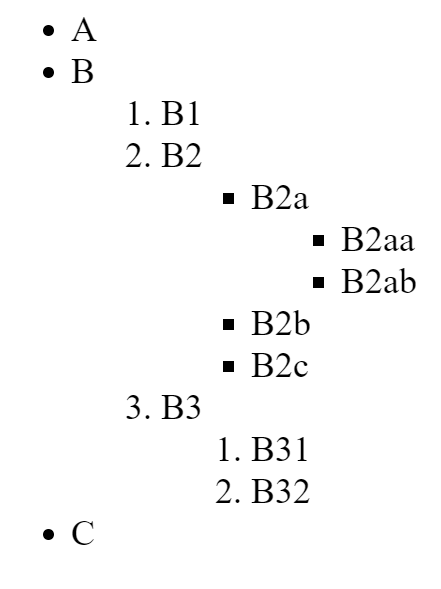 • A
• B
1. B1
2. B2
▪ B2a
▪ B2aa
▪ B2ab
▪ B2b
▪ B2c
3. B3
1. B31
2. B32
• C